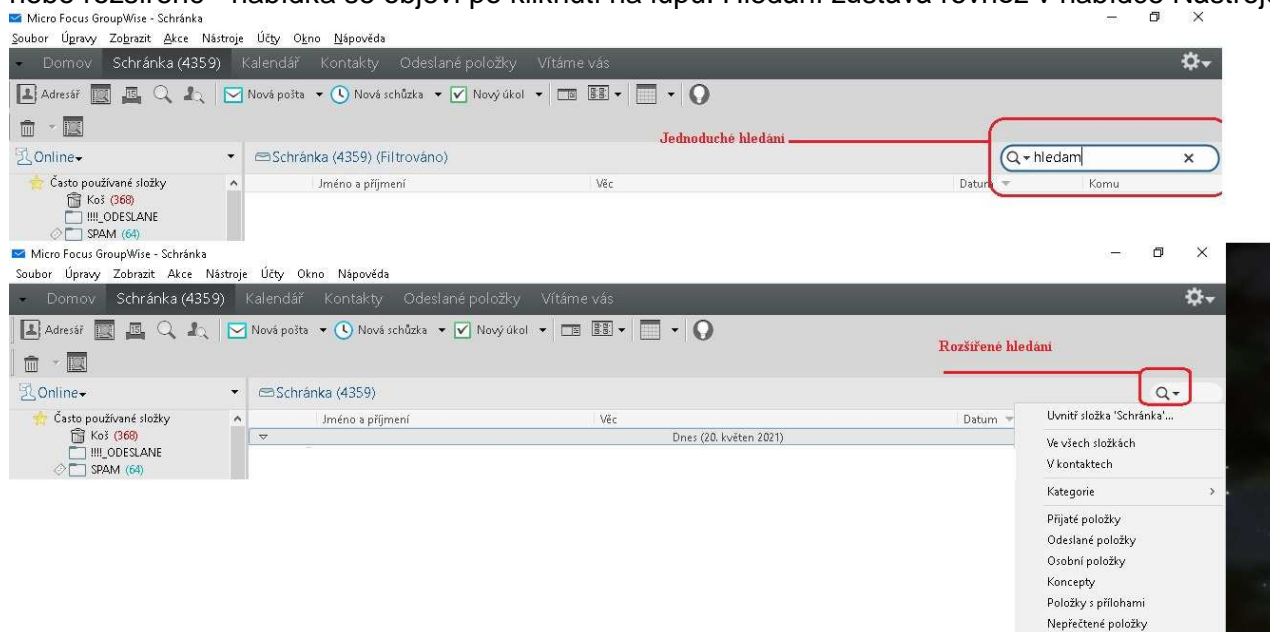 nebo rozšířené - nabídka se objeví po kliknutí na lupu. Hledání zůstává rovněž v nabídce Nástroje
Micro Focus GroupWise - Schránka
Soubor Úpravy Zobrazit Akce Nástroje Účty Okno Nápověda
Domov Schránka (4359) Kalendář Kontakty Odeslané položky Vítáme vás
Adresář Nová pošta Nová schůzka Nový úkol
Jednoduché hledání
Online Schránka (4359) (Filtrováno) hledam
Často používané složky Jméno a příjmení Věc Datum Komu
Koš (368)
!!!!_ODESLANE
SPAM (64)
Micro Focus GroupWise - Schránka
Soubor Úpravy Zobrazit Akce Nástroje Účty Okno Nápověda
Domov Schránka (4359) Kalendář Kontakty Odeslané položky Vítáme vás
Adresář Nová pošta Nová schůzka Nový úkol
Rozšířené hledání
Online Schránka (4359)
Často používané složky Jméno a příjmení Věc Datum
Koš (368) Dnes (20. květen 2021)
!!!!_ODESLANE
SPAM (64)
Uvnitř složka 'Schránka'...
Ve všech složkách
V kontaktech
Kategorie
Přijaté položky
Odeslané položky
Osobní položky
Koncepty
Položky s přílohami
Nepřečtené položky